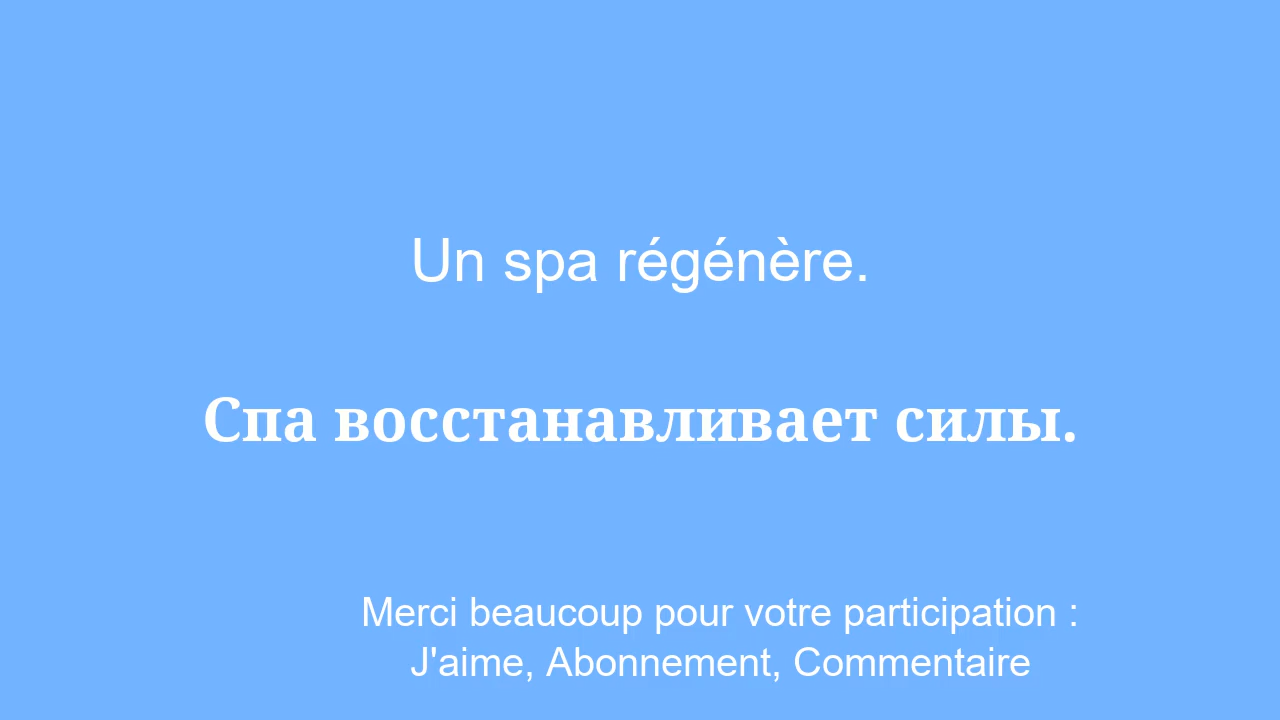 Un spa régénère.
Спа восстанавливает силы.
Merci beaucoup pour votre participation :
J'aime, Abonnement, Commentaire